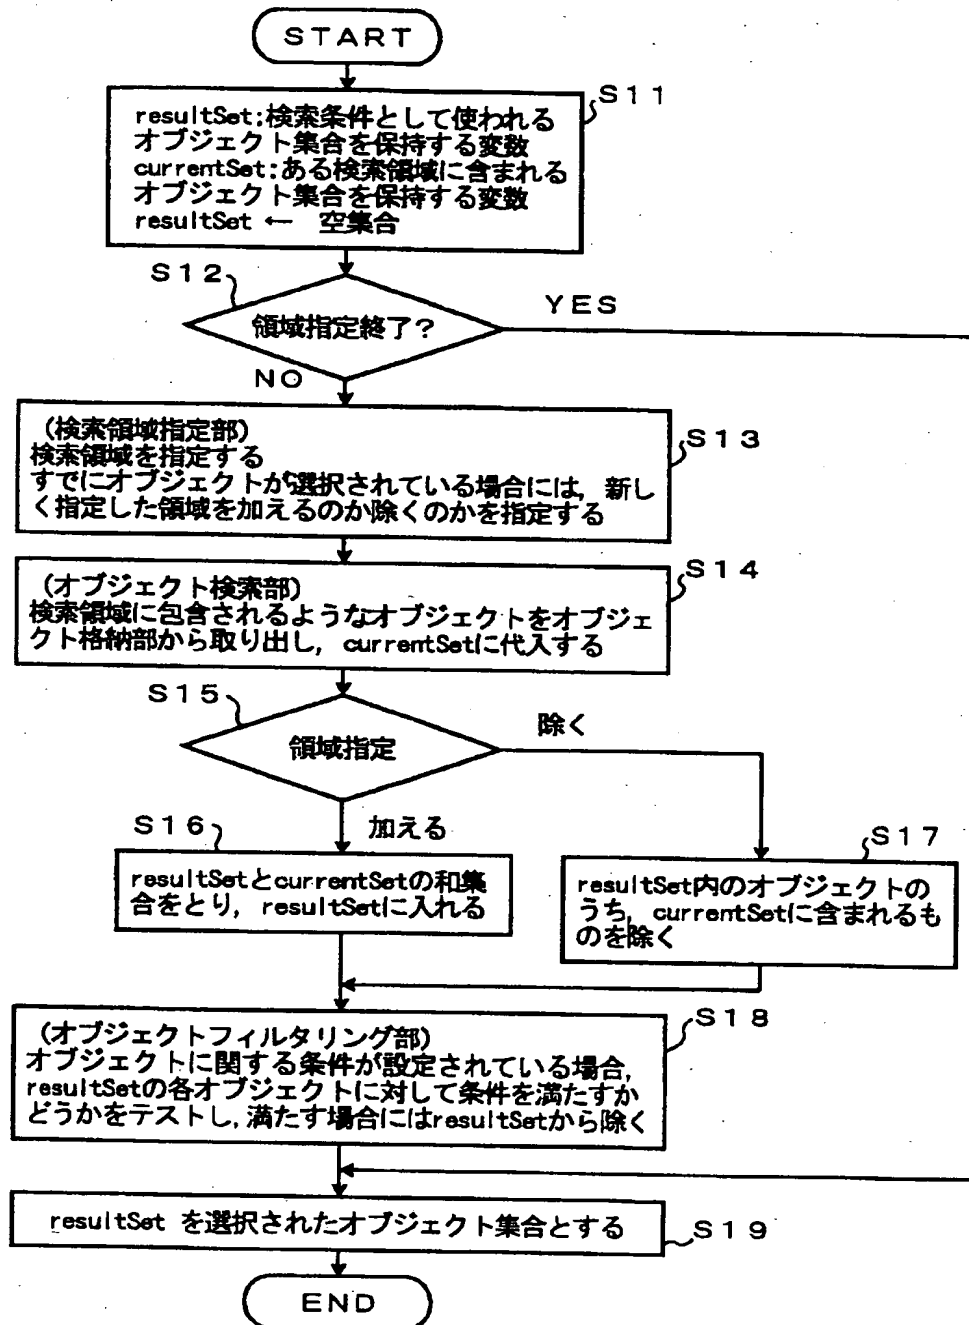 START
S11
resultSet:検索条件として使われる
オブジェクト集合を保持する変数
currentSet:ある検索領域に含まれる
オブジェクト集合を保持する変数
resultSet ← 空集合
S12
領域指定終了?
YES
NO
S13
(検索領域指定部)
検索領域を指定する
すでにオブジェクトが選択されている場合には, 新し
く指定した領域を加えるのか除くのかを指定する
S14
(オブジェクト検索部)
検索領域に包含されるようなオブジェクトをオブジェ
クト格納部から取り出し, currentSetに代入する
S15
領域指定
除く
加える
S16
resultSetとcurrentSetの和集
合をとり, resultSetに入れる
S17
resultSet内のオブジェクトの
うち, currentSetに含まれるも
のを除く
S18
(オブジェクトフィルタリング部)
オブジェクトに関する条件が設定されている場合,
resultSetの各オブジェクトに対して条件を満たすか
どうかをテストし,満たす場合にはresultSetから除く
resultSet を選択されたオブジェクト集合とする
S19
END